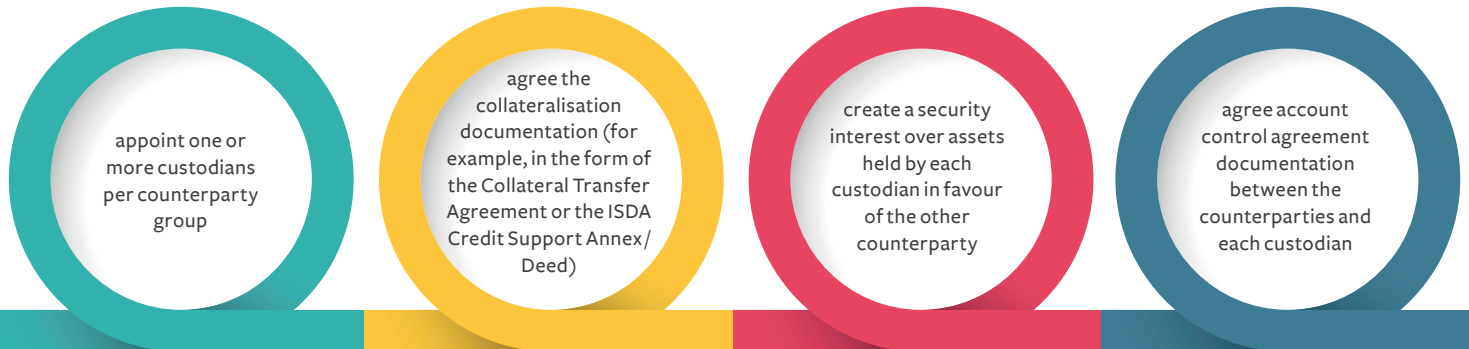 appoint one or
more custodians
per counterparty
group
agree the
collateralisation
documentation (for
example, in the form of
the Collateral Transfer
Agreement or the ISDA
Credit Support Annex/
Deed)
create a security
interest over assets
held by each
custodian in favour
of the other
counterparty
agree account
control agreement
documentation
between the
counterparties and
each custodian